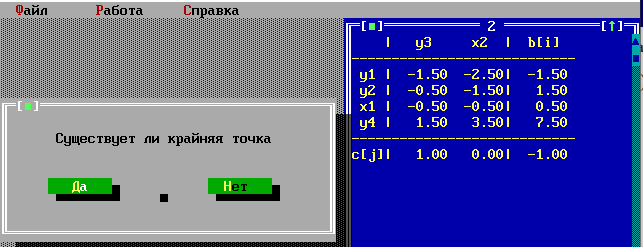 Файл Работа Справка
2
y3 x2 | b[i]
y1 | -1.50 -2.50| -1.50
y2 | -0.50 -1.50| 1.50
x1 | -0.50 -0.50| 0.50
y4 | 1.50 3.50| 7.50
c[j]| 1.00 0.00| -1.00
Существует ли крайняя точка
Да Нет